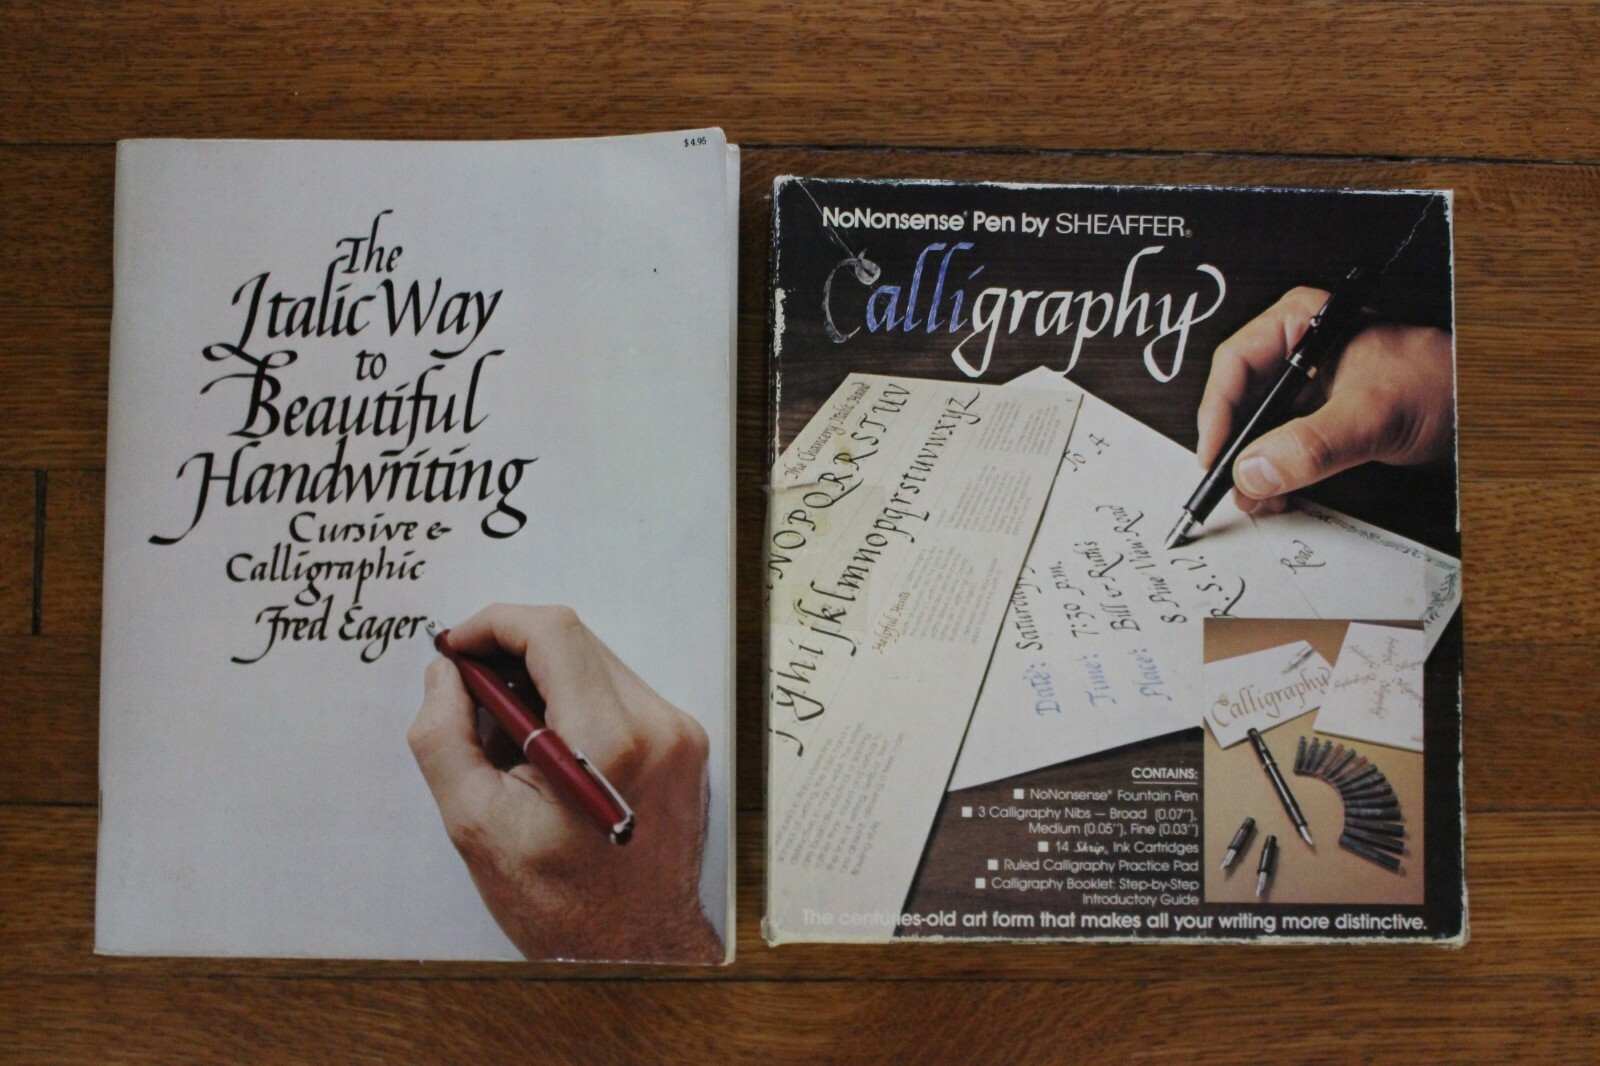 $4.95
The
Italic Way
to
Beautiful
Handwriting
Cursive &
Calligraphic
Fred Eager
NoNonsense® Pen by SHEAFFER®
Calligraphy
The Chancery Italic Hand
NOPQRRSTUV
ghijjklmnopqrstuvwxyz
Helpful Hints
Date: Saturday,
Time: 7:30 p.m.
Place: Bill & Ruth's
8 Pine View Road
R.S.V.
Road
Calligraphy
CONTAINS:
■ NoNonsense® Fountain Pen
■ 3 Calligraphy Nibs — Broad (0.07"),
Medium (0.05"), Fine (0.03")
■ 14 Skrip® Ink Cartridges
■ Ruled Calligraphy Practice Pad
■ Calligraphy Booklet: Step-by-Step
Introductory Guide
The centuries-old art form that makes all your writing more distinctive.